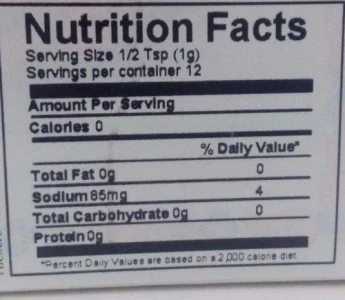 Nutrition Facts
Serving Size 1/2 Tsp (1g)
Servings per container 12
Amount Per Serving
Calories 0
% Daily Value*
Total Fat 0g 0
Sodium 85mg 4
Total Carbohydrate 0g 0
Protein 0g
*Percent Daily Values are based on a 2,000 calorie diet.